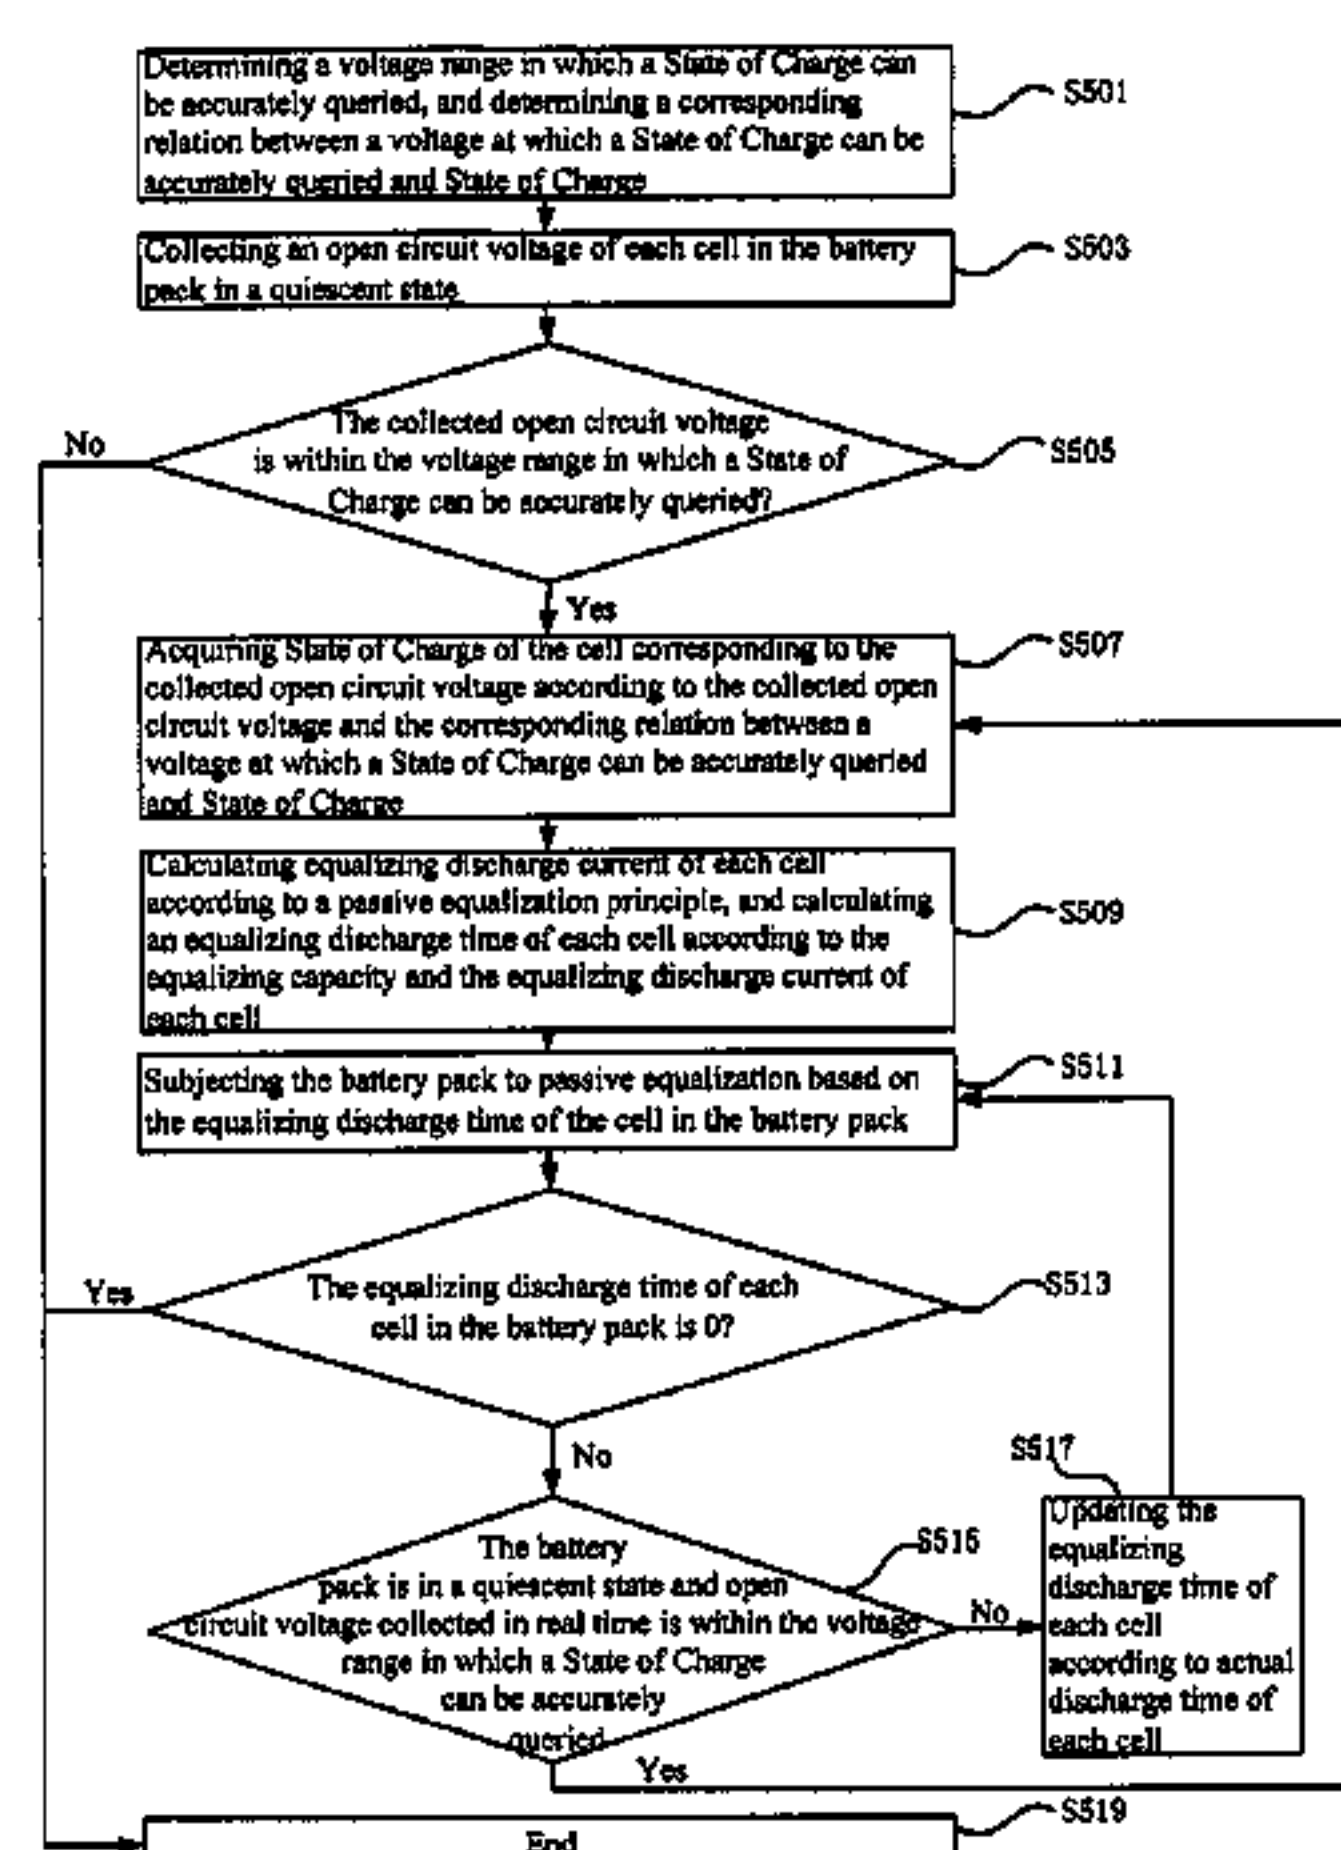 Determining a voltage range in which a State of Charge can
be accurately queried, and determining a corresponding
relation between a voltage at which a State of Charge can be
accurately queried and State of Charge
S501
Collecting an open circuit voltage of each cell in the battery
pack in a quiescent state
S503
The collected open circuit voltage
is within the voltage range in which a State of
Charge can be accurately queried?
No
S505
Yes
Acquiring State of Charge of the cell corresponding to the
collected open circuit voltage according to the collected open
circuit voltage and the corresponding relation between a
voltage at which a State of Charge can be accurately queried
and State of Charge
S507
Calculating equalizing discharge current of each cell
according to a passive equalization principle, and calculating
an equalizing discharge time of each cell according to the
equalizing capacity and the equalizing discharge current of
each cell
S509
Subjecting the battery pack to passive equalization based on
the equalizing discharge time of the cell in the battery pack
S511
Yes
The equalizing discharge time of each
cell in the battery pack is 0?
S513
No
The battery
pack is in a quiescent state and open
circuit voltage collected in real time is within the voltage
range in which a State of Charge
can be accurately
queried
S515
No
S517
Updating the
equalizing
discharge time of
each cell
according to actual
discharge time of
each cell
Yes
End
S519